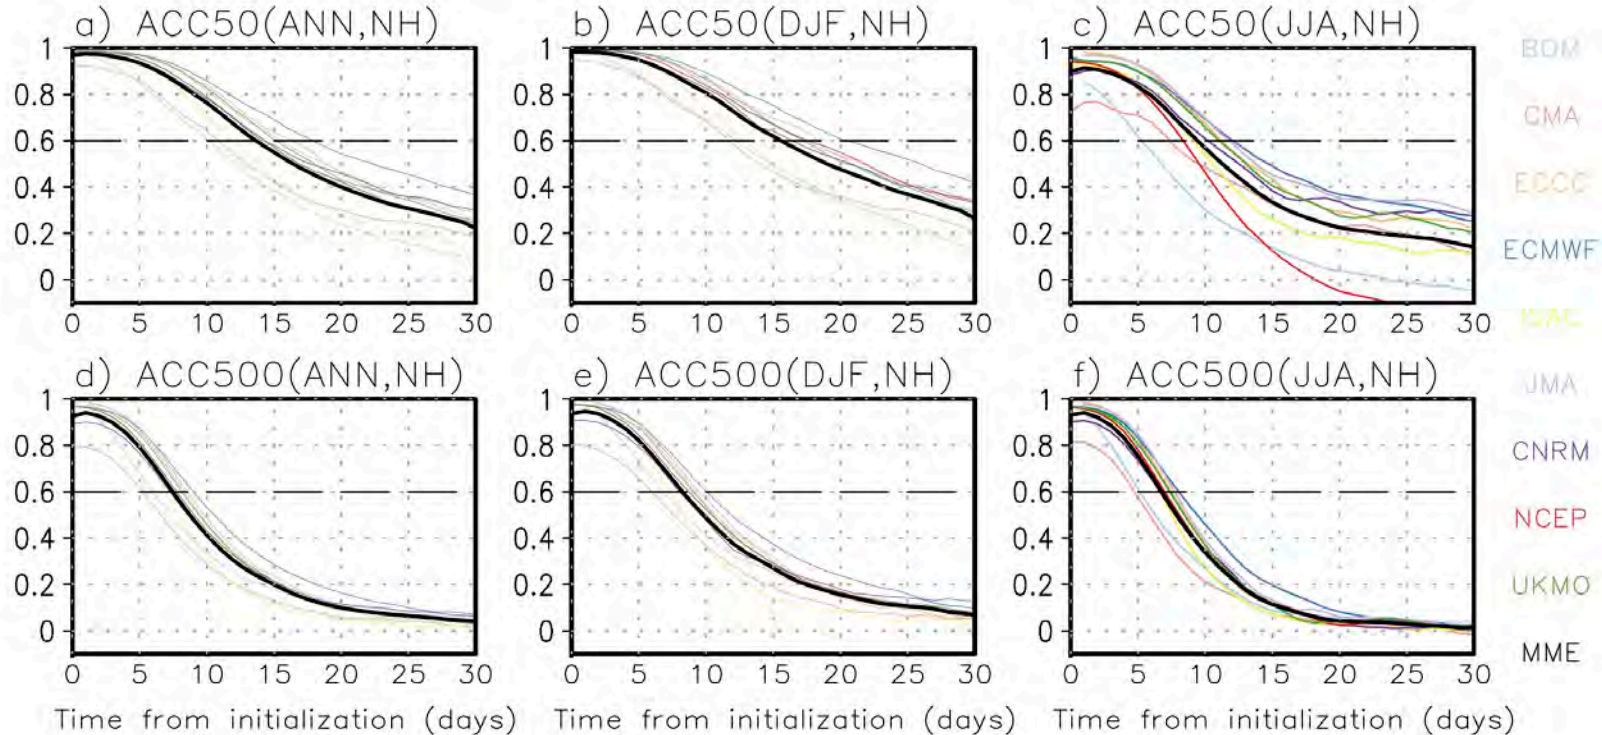 a) ACC50(ANN,NH)
b) ACC50(DJF,NH)
c) ACC50(JJA,NH)
1
0.8
0.6
0.4
0.2
0
0 5 10 15 20 25 30
1
0.8
0.6
0.4
0.2
0
0 5 10 15 20 25 30
1
0.8
0.6
0.4
0.2
0
0 5 10 15 20 25 30
d) ACC500(ANN,NH)
e) ACC500(DJF,NH)
f) ACC500(JJA,NH)
1
0.8
0.6
0.4
0.2
0
0 5 10 15 20 25 30
1
0.8
0.6
0.4
0.2
0
0 5 10 15 20 25 30
1
0.8
0.6
0.4
0.2
0
0 5 10 15 20 25 30
Time from initialization (days)
Time from initialization (days)
Time from initialization (days)
BOM
CMA
ECCC
ECMWF
ISAC
JMA
CNRM
NCEP
UKMO
MME